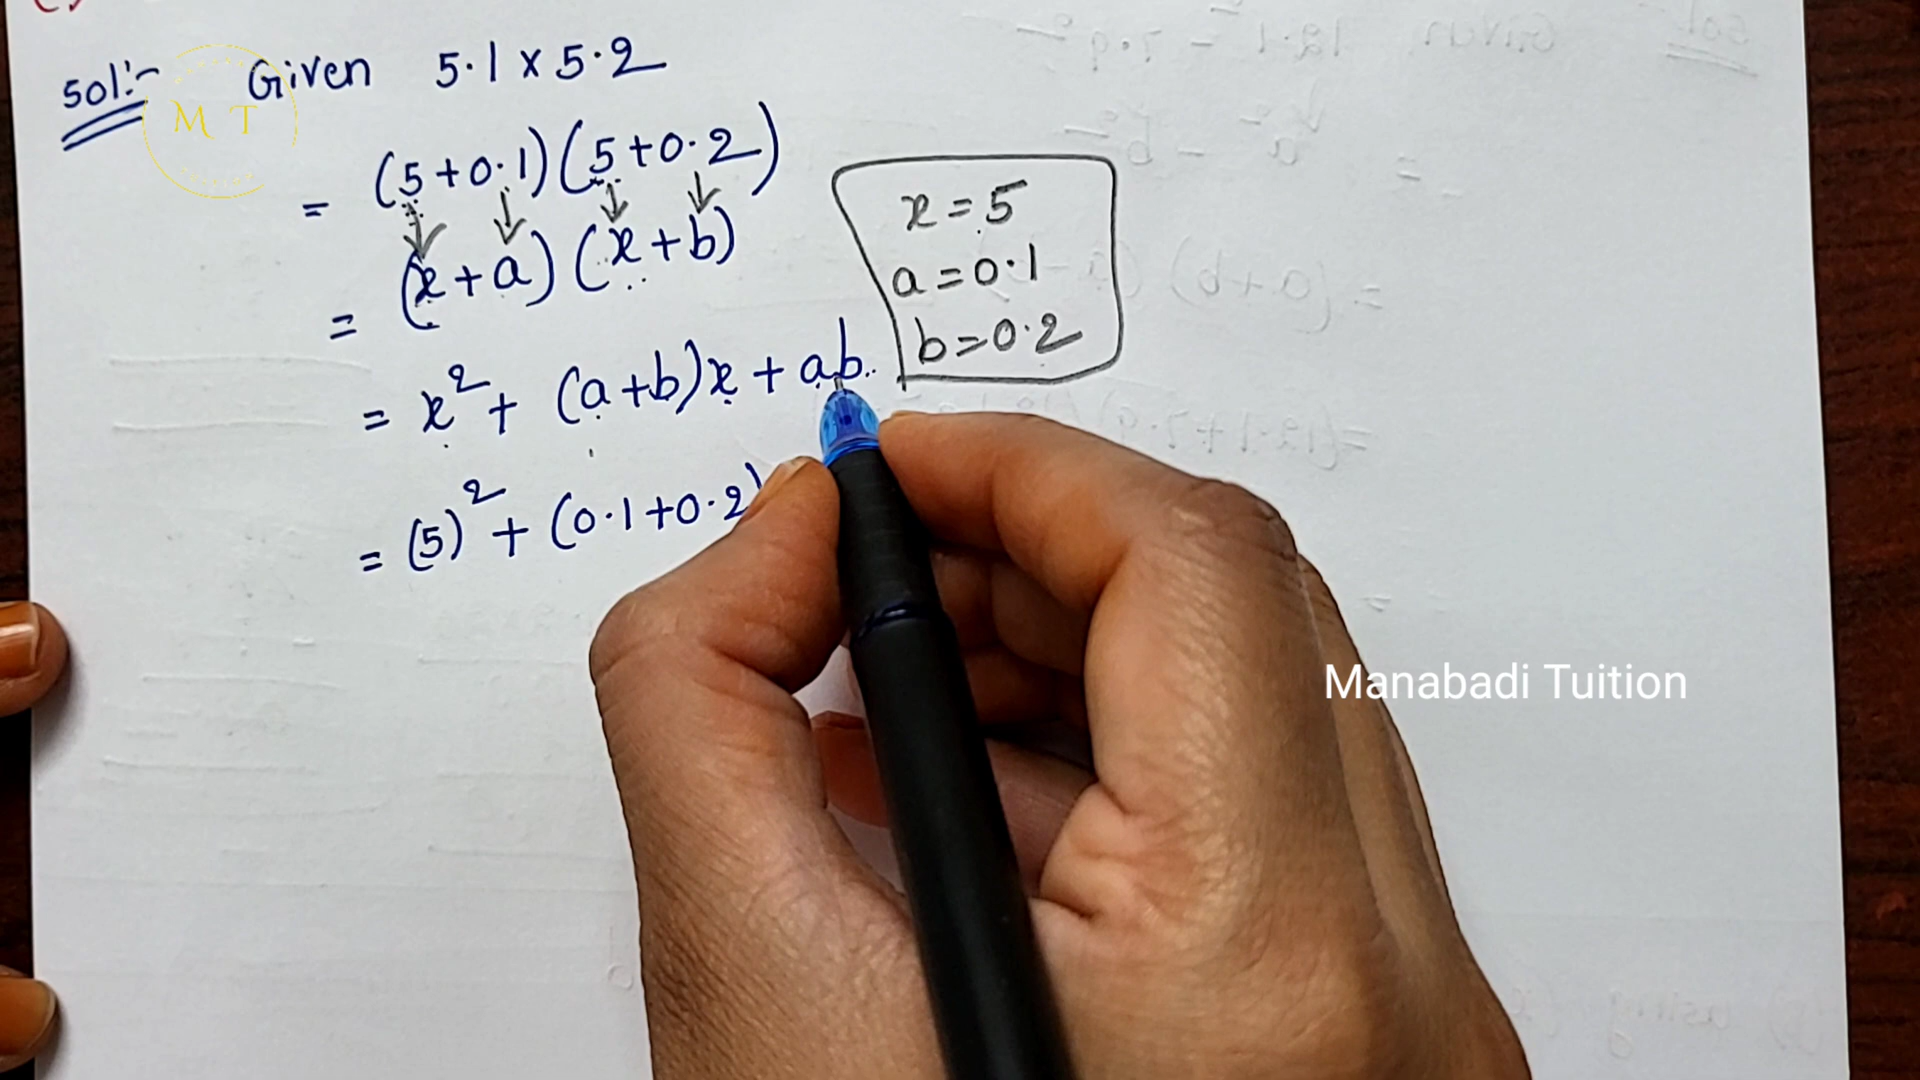 Sol:- Given 5.1 x 5.2
M T
= (5+0.1)(5+0.2)
= (x+a)(x+b)
x = 5
a = 0.1
b = 0.2
= x² + (a+b)x + ab
= (5)² + (0.1+0.2)
Manabadi Tuition